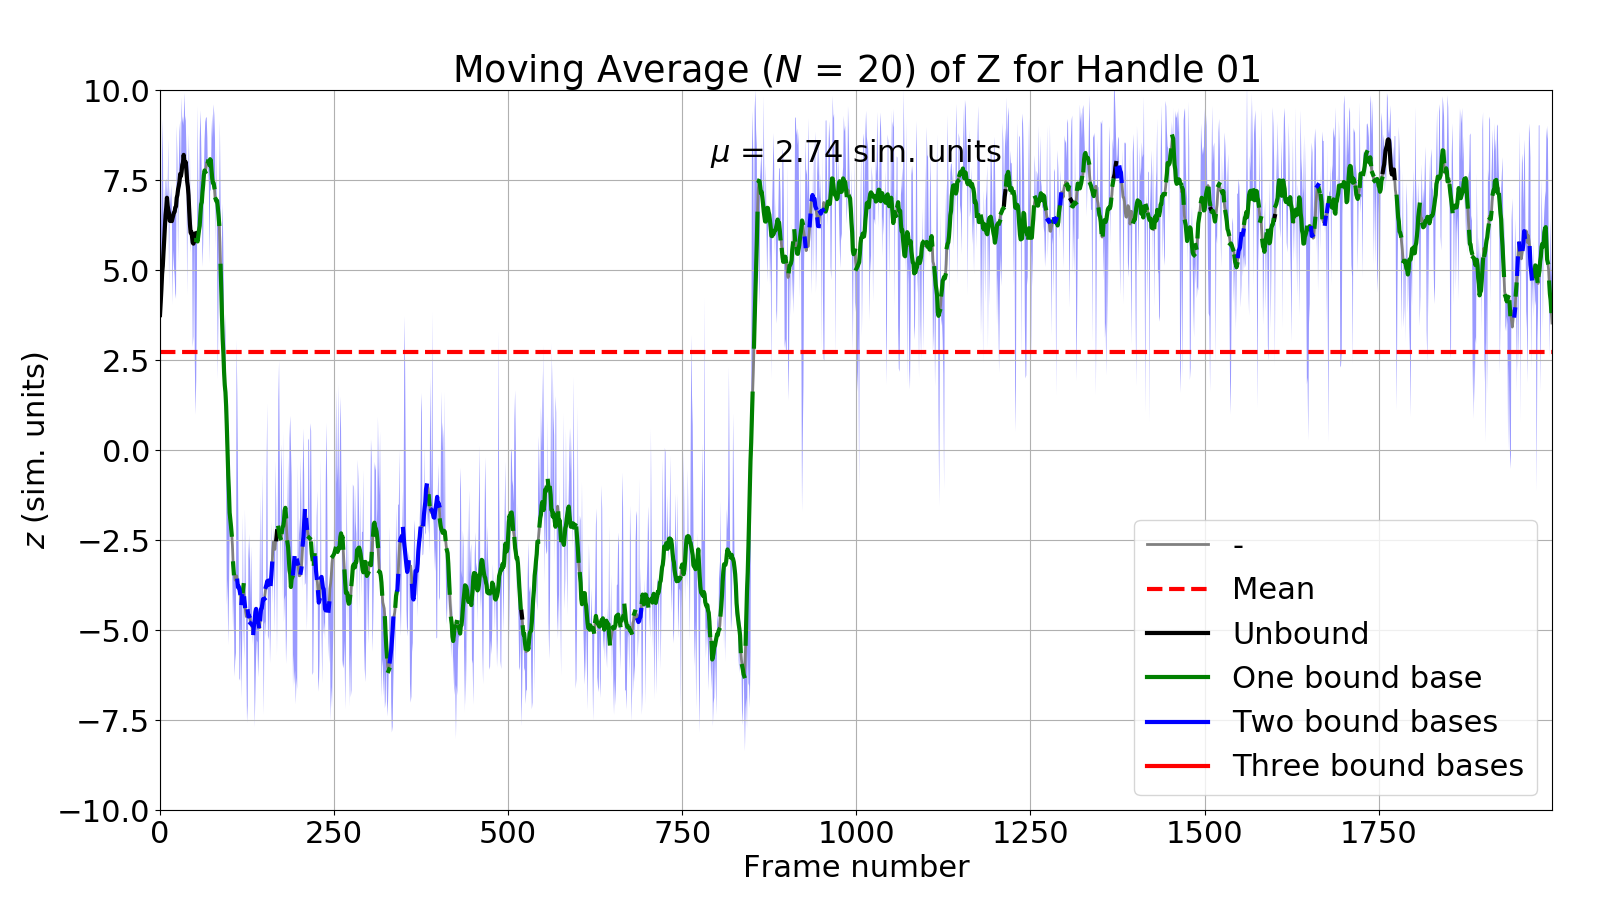 Moving Average (N = 20) of Z for Handle 01
μ = 2.74 sim. units
z (sim. units)
10.0
7.5
5.0
2.5
0.0
−2.5
−5.0
−7.5
−10.0
-
Mean
Unbound
One bound base
Two bound bases
Three bound bases
0 250 500 750 1000 1250 1500 1750
Frame number